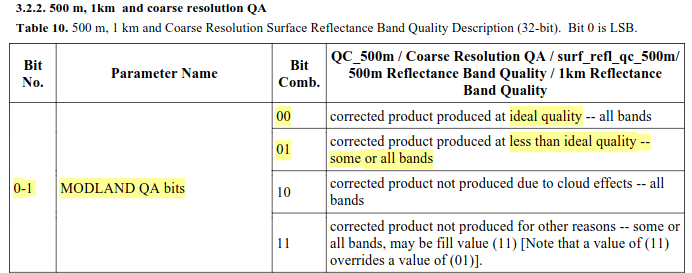 3.2.2. 500 m, 1km and coarse resolution QA
Table 10. 500 m, 1 km and Coarse Resolution Surface Reflectance Band Quality Description (32-bit). Bit 0 is LSB.
Bit
No.
Parameter Name
Bit
Comb.
QC_500m / Coarse Resolution QA / surf_refl_qc_500m/
500m Reflectance Band Quality / 1km Reflectance
Band Quality
0-1
MODLAND QA bits
00
corrected product produced at ideal quality -- all bands
01
corrected product produced at less than ideal quality --
some or all bands
10
corrected product not produced due to cloud effects -- all
bands
11
corrected product not produced for other reasons -- some or
all bands, may be fill value (11) [Note that a value of (11)
overrides a value of (01)].